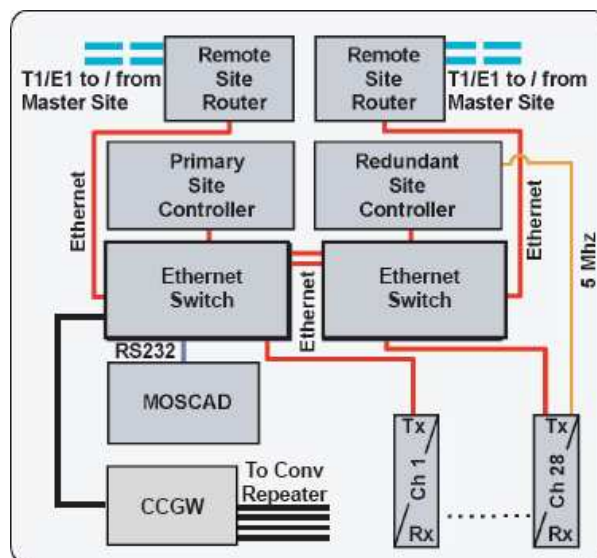 Remote
Site
Router
Remote
Site
Router
T1/E1 to / from
Master Site
T1/E1 to / from
Master Site
Primary
Site
Controller
Redundant
Site
Controller
Ethernet
Ethernet
5 Mhz
Ethernet
Switch
Ethernet
Ethernet
Switch
RS232
MOSCAD
Tx
Ch 1
Rx
Tx
Ch 28
Rx
To Conv
Repeater
CCGW